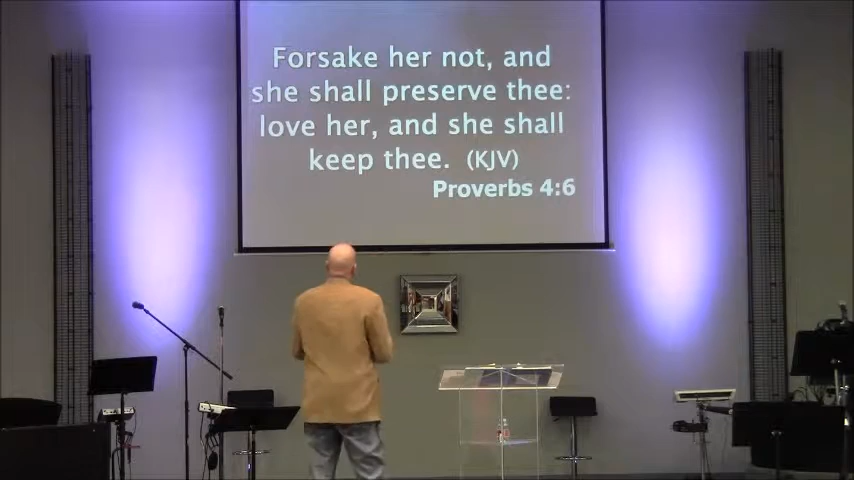 Forsake her not, and
she shall preserve thee:
love her, and she shall
keep thee. (KJV)
Proverbs 4:6